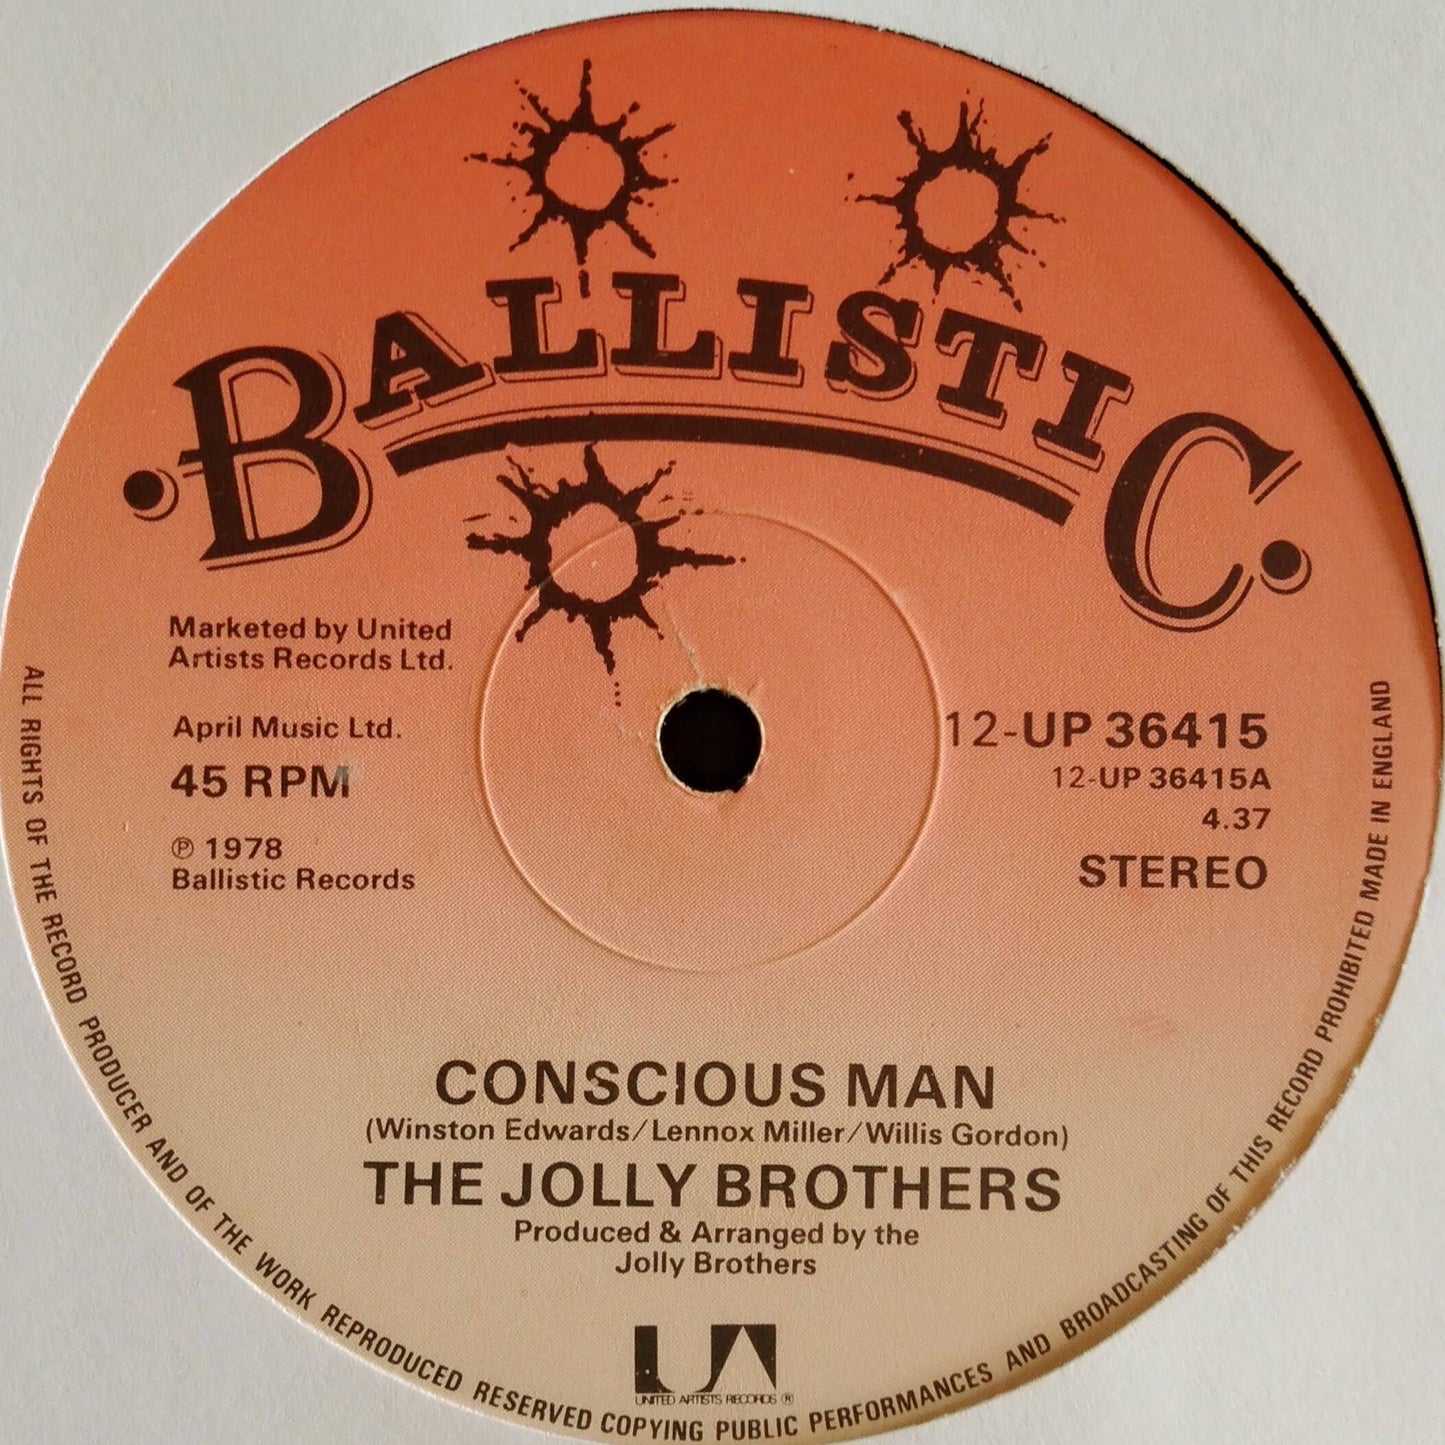 BALLISTIC
Marketed by United
Artists Records Ltd.
April Music Ltd.
45 RPM
℗ 1978
Ballistic Records
12-UP 36415
12-UP 36415A
4.37
STEREO
CONSCIOUS MAN
(Winston Edwards/Lennox Miller/Willis Gordon)
THE JOLLY BROTHERS
Produced & Arranged by the
Jolly Brothers
UA
UNITED ARTISTS RECORDS ®
ALL RIGHTS OF THE RECORD PRODUCER AND OF THE WORK REPRODUCED RESERVED COPYING PUBLIC PERFORMANCES AND BROADCASTING OF THIS RECORD PROHIBITED MADE IN ENGLAND